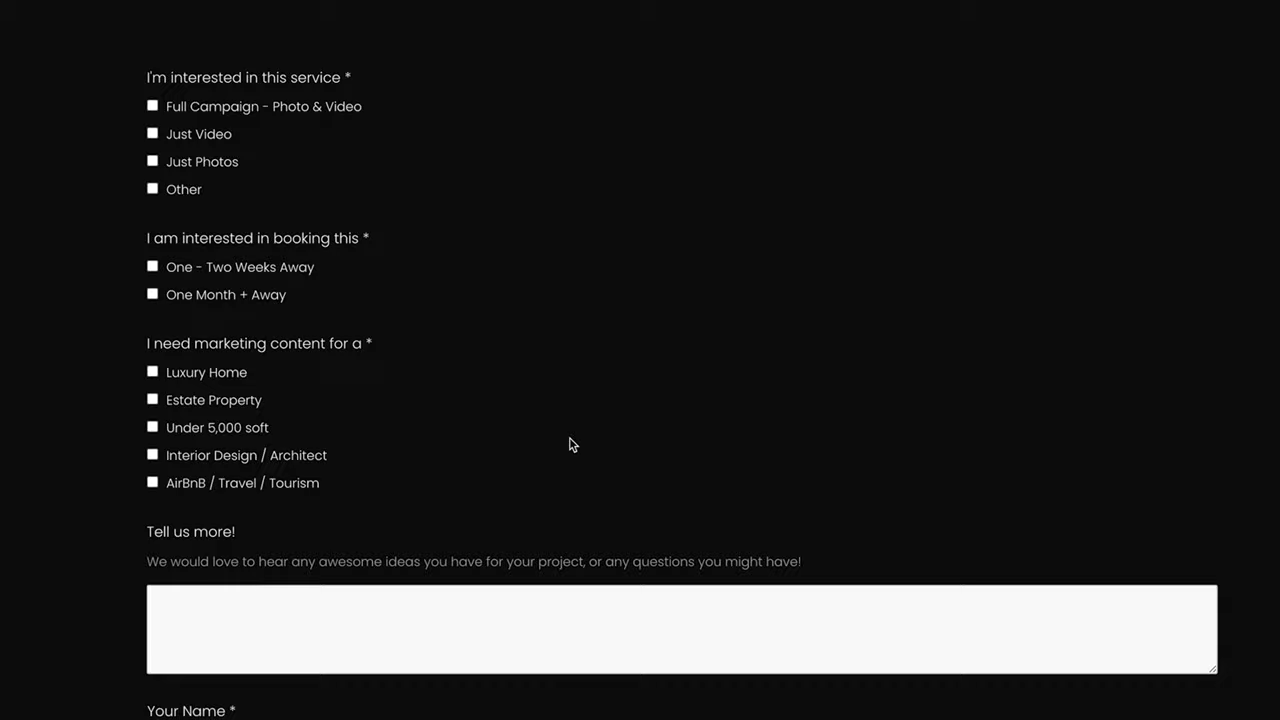 I'm interested in this service *
Full Campaign - Photo & Video
Just Video
Just Photos
Other
I am interested in booking this *
One - Two Weeks Away
One Month + Away
I need marketing content for a *
Luxury Home
Estate Property
Under 5,000 soft
Interior Design / Architect
AirBnB / Travel / Tourism
Tell us more!
We would love to hear any awesome ideas you have for your project, or any questions you might have!
Your Name *